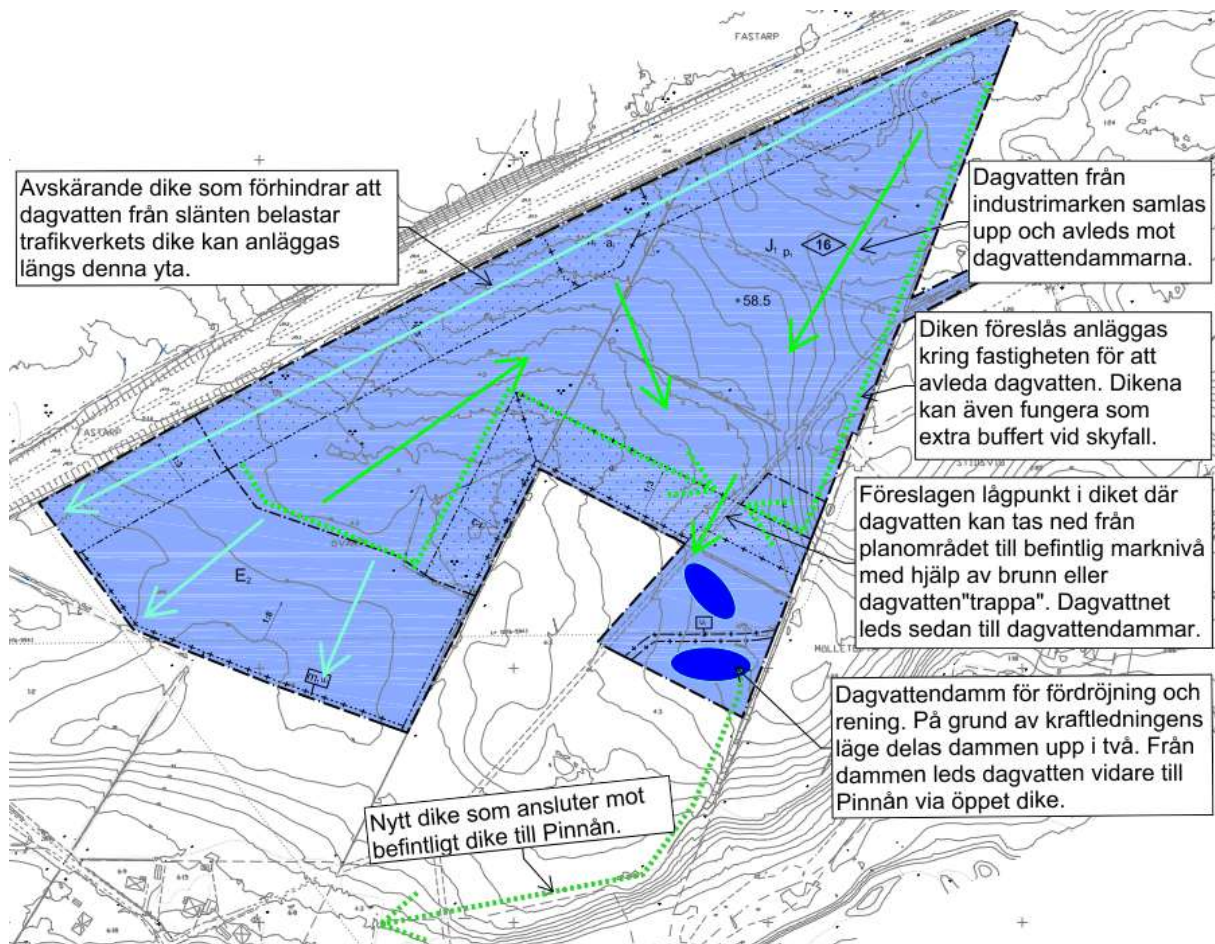 FASTARP
Avskärande dike som förhindrar att
dagvatten från slänten belastar
trafikverkets dike kan anläggas
längs denna yta.
Dagvatten från
industrimarken samlas
upp och avleds mot
dagvattendammarna.
J₁ p₁
16
58.5
Diken föreslås anläggas
kring fastigheten för att
avleda dagvatten. Dikena
kan även fungera som
extra buffert vid skyfall.
STIDSVIG
Föreslagen lågpunkt i diket där
dagvatten kan tas ned från
planområdet till befintlig marknivå
med hjälp av brunn eller
dagvatten"trappa". Dagvattnet
leds sedan till dagvattendammar.
E₂
Dagvattendamm för fördröjning och
rening. På grund av kraftledningens
läge delas dammen upp i två. Från
dammen leds dagvatten vidare till
Pinnån via öppet dike.
Nytt dike som ansluter mot
befintligt dike till Pinnån.